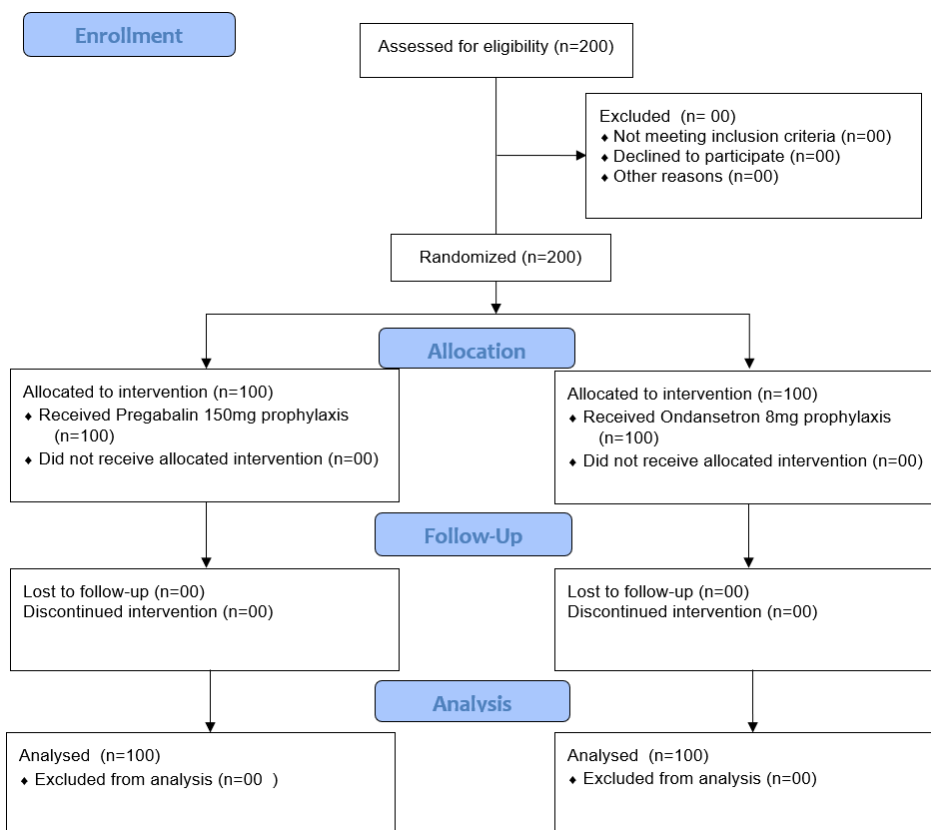 Enrollment
Assessed for eligibility (n=200)
Excluded  (n= 00)
♦ Not meeting inclusion criteria (n=00)
♦ Declined to participate (n=00)
♦ Other reasons (n=00)
Randomized (n=200)
Allocation
Allocated to intervention (n=100)
♦ Received Pregabalin 150mg prophylaxis
(n=100)
♦ Did not receive allocated intervention (n=00)
Allocated to intervention (n=100)
♦ Received Ondansetron 8mg prophylaxis
(n=100)
♦ Did not receive allocated intervention (n=00)
Follow-Up
Lost to follow-up (n=00)
Discontinued intervention (n=00)
Lost to follow-up (n=00)
Discontinued intervention (n=00)
Analysis
Analysed  (n=100)
♦ Excluded from analysis (n=00  )
Analysed  (n=100)
♦ Excluded from analysis (n=00)